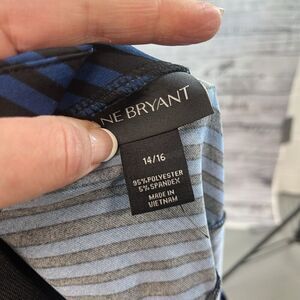 NE BRYANT
14/16
95% POLYESTER
5% SPANDEX
MADE IN
VIETNAM